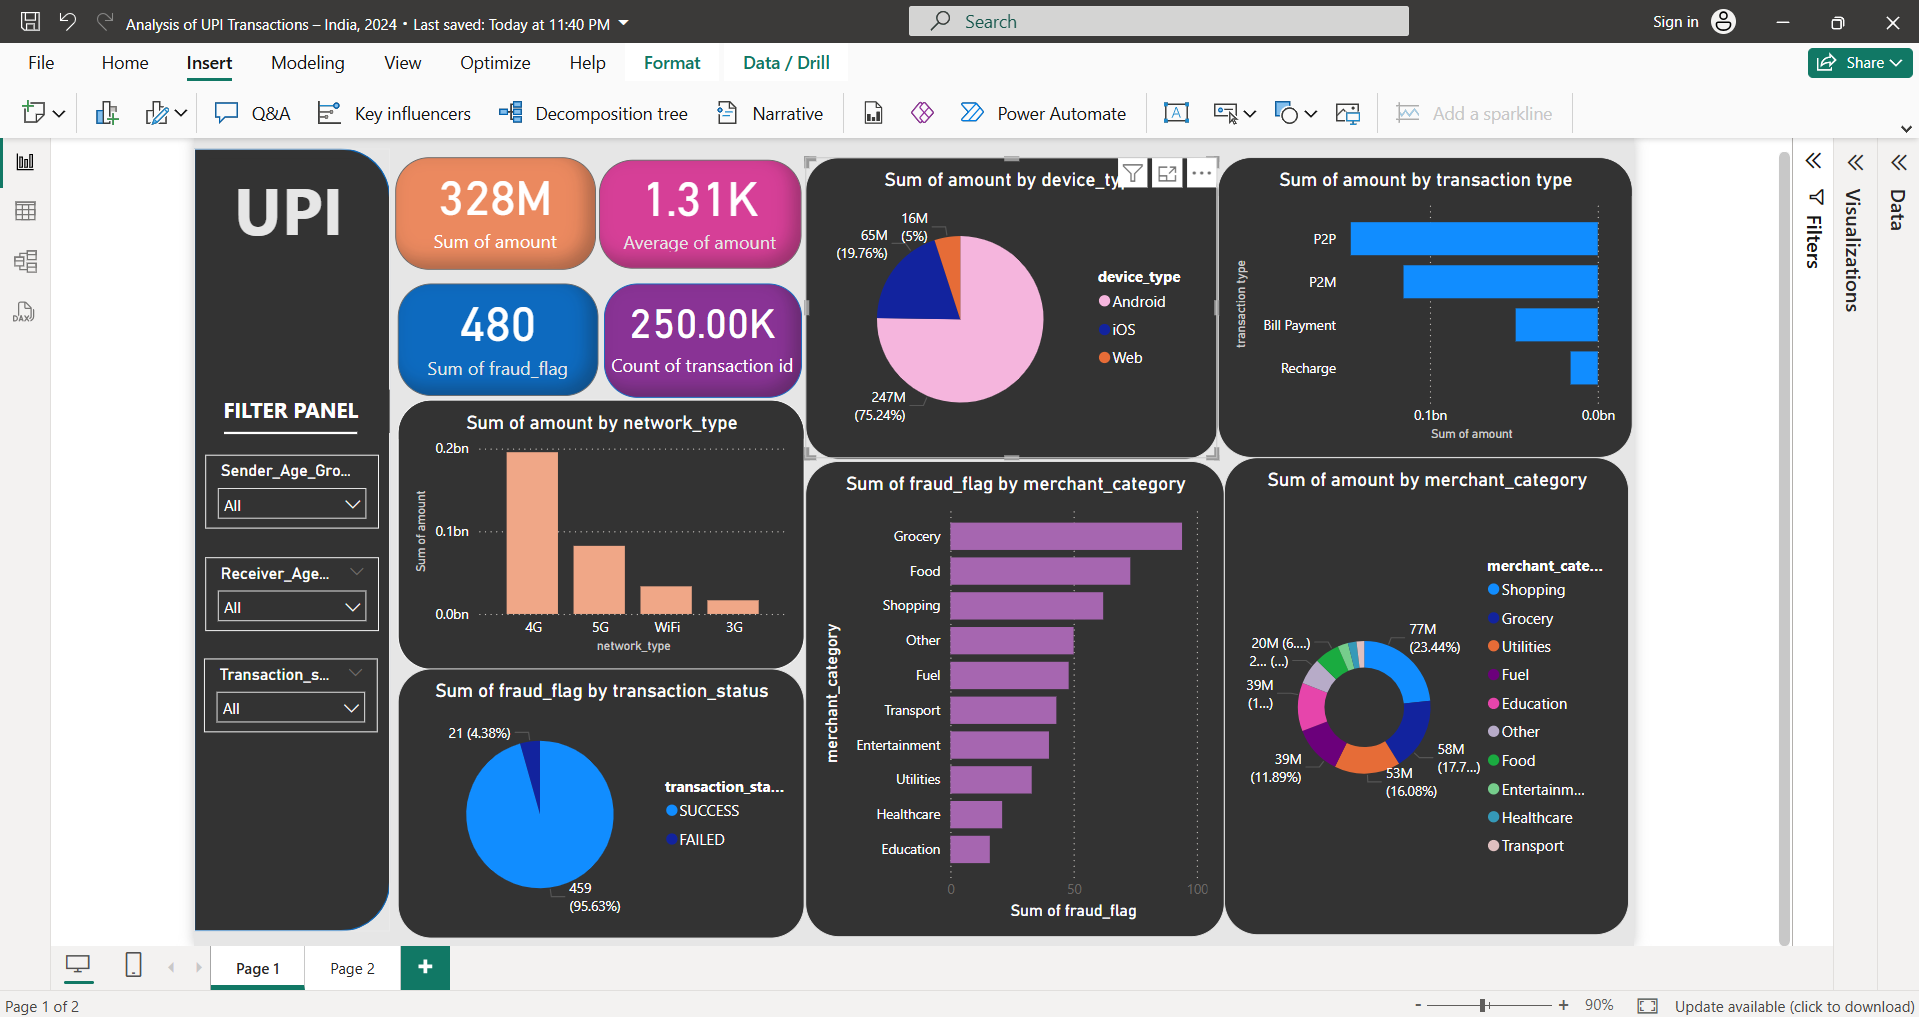 Analysis of UPI Transactions – India, 2024 • Last saved: Today at 11:40 PM
Search
Sign in
File Home Insert Modeling View Optimize Help Format Data / Drill
Share
Q&A Key influencers Decomposition tree Narrative Power Automate Add a sparkline
DAX
UPI
FILTER PANEL
Sender_Age_Gro...
All
Receiver_Age...
All
Transaction_s...
All
328M
Sum of amount
1.31K
Average of amount
480
Sum of fraud_flag
250.00K
Count of transaction id
Sum of amount by network_type
0.2bn
0.1bn
0.0bn
Sum of amount
4G 5G WiFi 3G
network_type
Sum of fraud_flag by transaction_status
21 (4.38%)
459
(95.63%)
transaction_sta...
SUCCESS
FAILED
Sum of amount by device_ty
16M
(5%)
65M
(19.76%)
247M
(75.24%)
device_type
Android
iOS
Web
Sum of amount by transaction type
transaction type
P2P
P2M
Bill Payment
Recharge
0.1bn 0.0bn
Sum of amount
Sum of fraud_flag by merchant_category
merchant_category
Grocery
Food
Shopping
Other
Fuel
Transport
Entertainment
Utilities
Healthcare
Education
0 50 100
Sum of fraud_flag
Sum of amount by merchant_category
77M
(23.44%)
58M
(17.7...)
53M
(16.08%)
39M
(11.89%)
39M
(1...)
2... (...)
20M (6....)
merchant_cate...
Shopping
Grocery
Utilities
Fuel
Education
Other
Food
Entertainm...
Healthcare
Transport
Filters
Visualizations
Data
Page 1 Page 2 +
Page 1 of 2
- + 90% Update available (click to download)